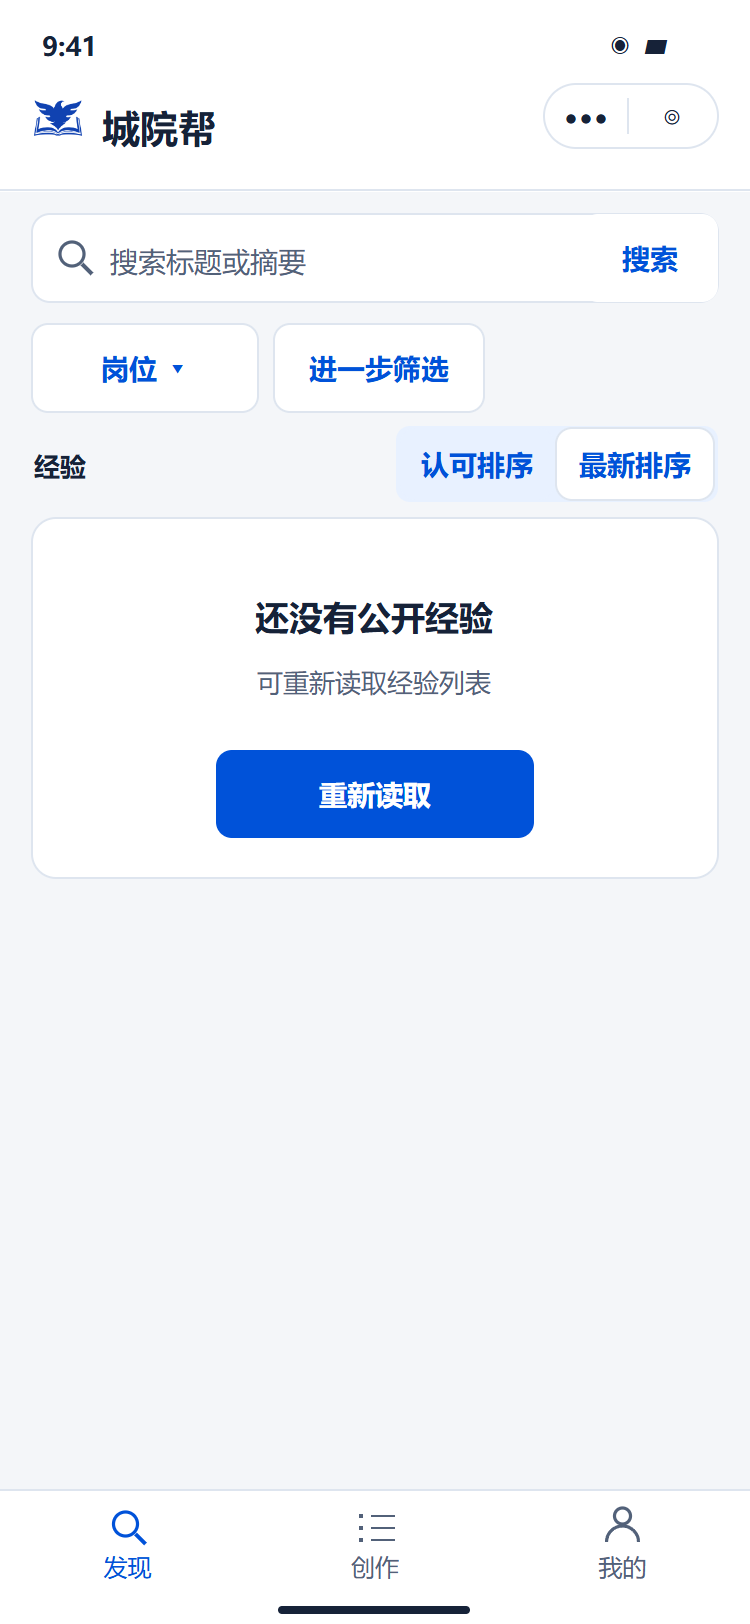 9:41
城院帮
搜索标题或摘要
搜索
岗位
进一步筛选
经验
认可排序
最新排序
还没有公开经验
可重新读取经验列表
重新读取
发现
创作
我的